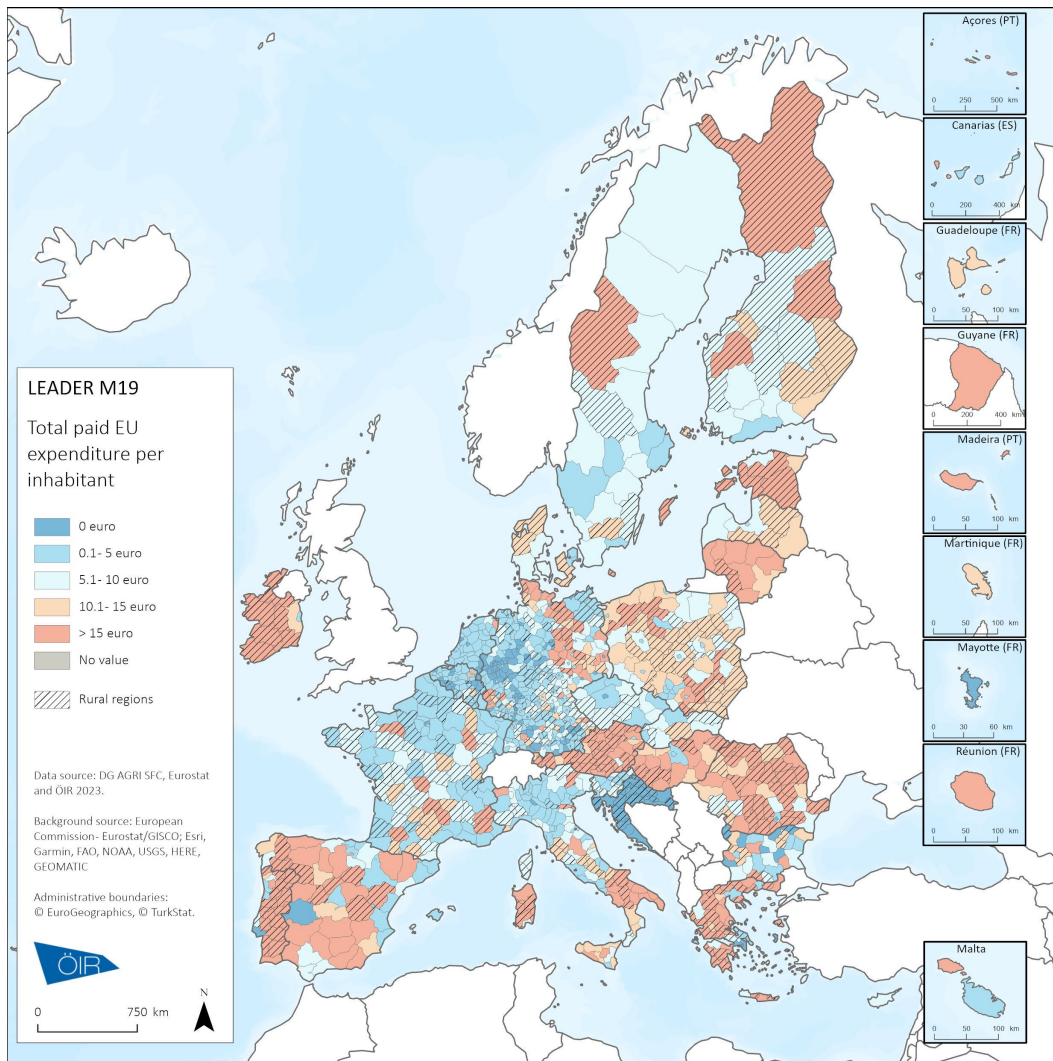 LEADER M19
Total paid EU
expenditure per
inhabitant
0 euro
0.1- 5 euro
5.1- 10 euro
10.1- 15 euro
> 15 euro
No value
Rural regions
Data source: DG AGRI SFC, Eurostat
and ÖIR 2023.
Background source: European
Commission- Eurostat/GISCO; Esri,
Garmin, FAO, NOAA, USGS, HERE,
GEOMATIC
Administrative boundaries:
© EuroGeographics, © TurkStat.
ÖIR
N
0 750 km
Açores (PT)
0 250 500 km
Canarias (ES)
0 200 400 km
Guadeloupe (FR)
0 50 100 km
Guyane (FR)
0 200 400 km
Madeira (PT)
0 50 100 km
Martinique (FR)
0 50 100 km
Mayotte (FR)
0 30 60 km
Réunion (FR)
0 50 100 km
Malta
0 50 100 km